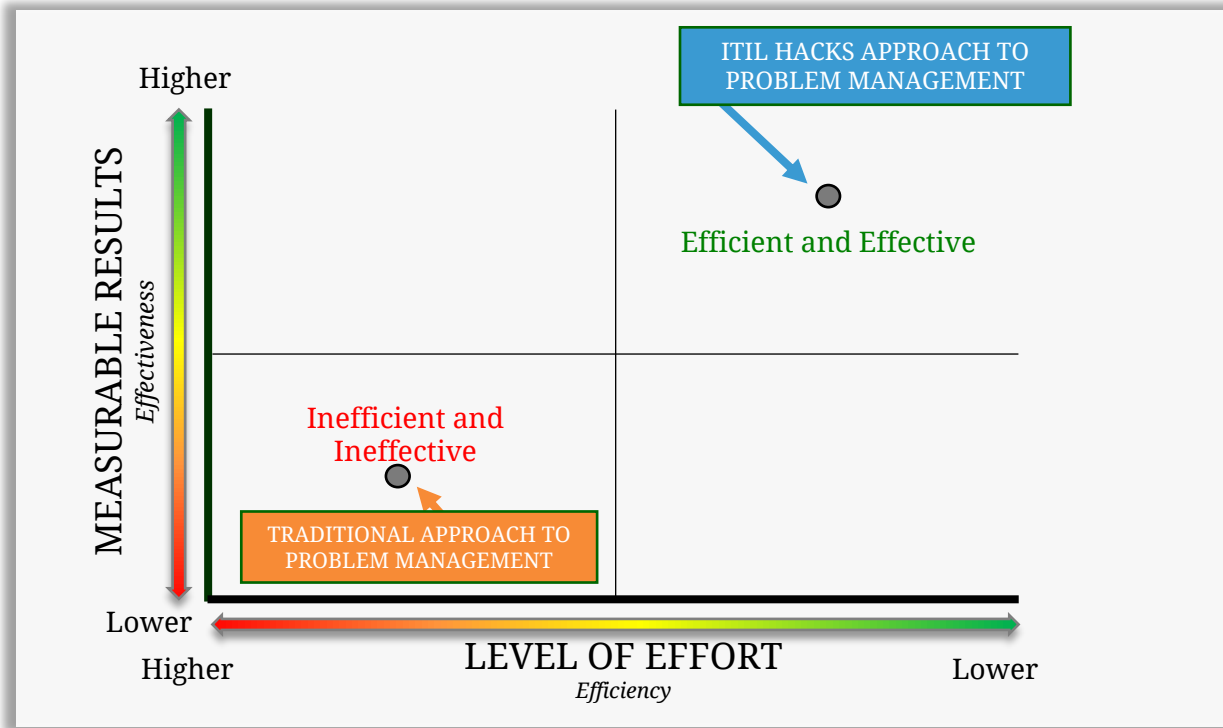 ITIL HACKS APPROACH TO
PROBLEM MANAGEMENT
Higher
MEASURABLE RESULTS
Effectiveness
Efficient and Effective
Inefficient and
Ineffective
TRADITIONAL APPROACH TO
PROBLEM MANAGEMENT
Lower
Higher
LEVEL OF EFFORT
Efficiency
Lower